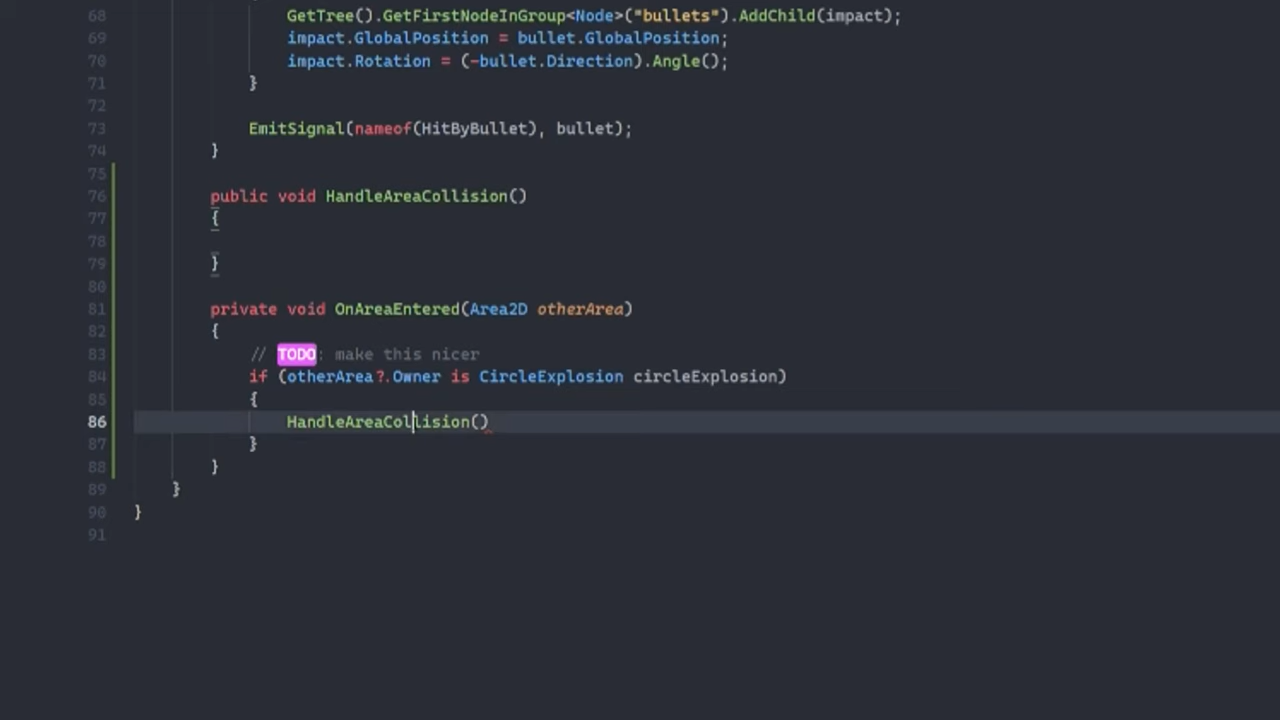 68 GetTree().GetFirstNodeInGroup<Node>("bullets").AddChild(impact);
69 impact.GlobalPosition = bullet.GlobalPosition;
70 impact.Rotation = (-bullet.Direction).Angle();
71 }
72
73 EmitSignal(nameof(HitByBullet), bullet);
74 }
75
76 public void HandleAreaCollision()
77 {
78
79 }
80
81 private void OnAreaEntered(Area2D otherArea)
82 {
83 // TODO: make this nicer
84 if (otherArea?.Owner is CircleExplosion circleExplosion)
85 {
86 HandleAreaCollision()
87 }
88 }
89 }
90 }
91